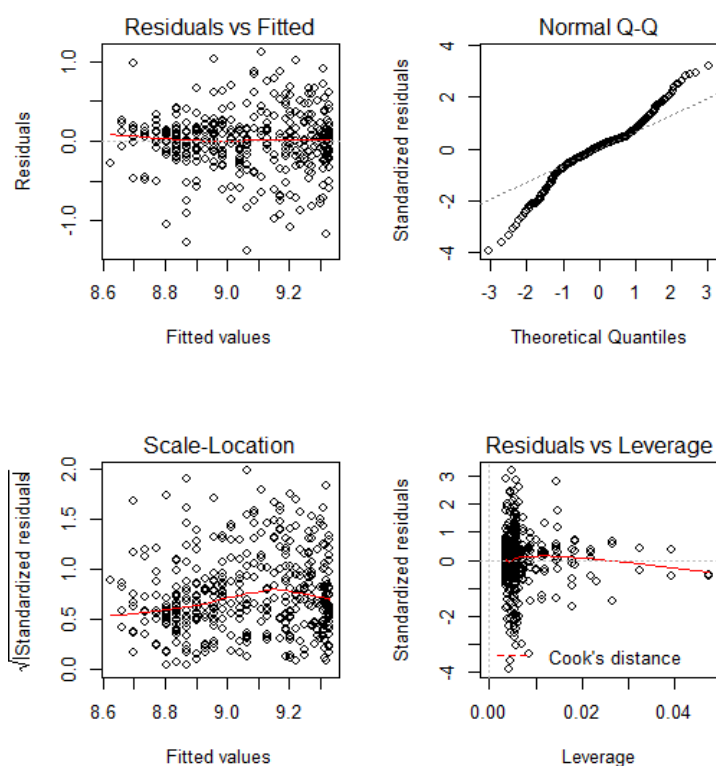 Residuals vs Fitted
Residuals
1.0
0.0
-1.0
8.6 8.8 9.0 9.2
Fitted values
Normal Q-Q
Standardized residuals
4
2
0
-2
-4
-3 -2 -1 0 1 2 3
Theoretical Quantiles
Scale-Location
√|Standardized residuals|
2.0
1.5
1.0
0.5
0.0
8.6 8.8 9.0 9.2
Fitted values
Residuals vs Leverage
Standardized residuals
3
1
0
-2
-4
Cook's distance
0.00 0.02 0.04
Leverage